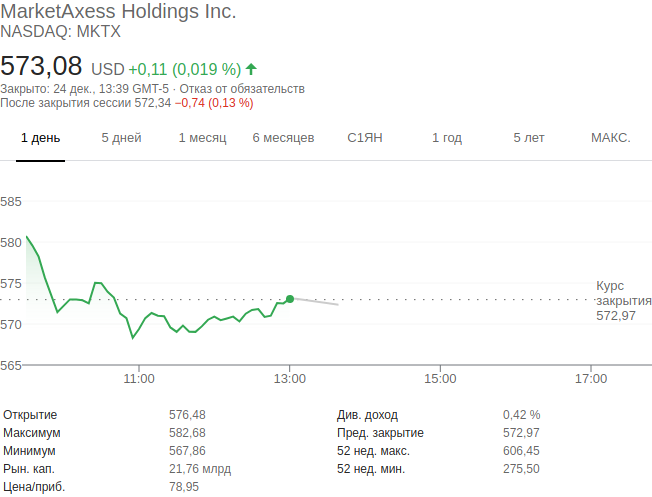 MarketAxess Holdings Inc.
NASDAQ: MKTX
573,08 USD +0,11 (0,019 %)
Закрыто: 24 дек., 13:39 GMT-5 · Отказ от обязательств
После закрытия сессии 572,34 −0,74 (0,13 %)
1 день 5 дней 1 месяц 6 месяцев С1ЯН 1 год 5 лет МАКС.
585
580
575
570
565
Курс
закрытия
572,97
11:00 13:00 15:00 17:00
Открытие 576,48 Див. доход 0,42 %
Максимум 582,68 Пред. закрытие 572,97
Минимум 567,86 52 нед. макс. 606,45
Рын. кап. 21,76 млрд 52 нед. мин. 275,50
Цена/приб. 78,95